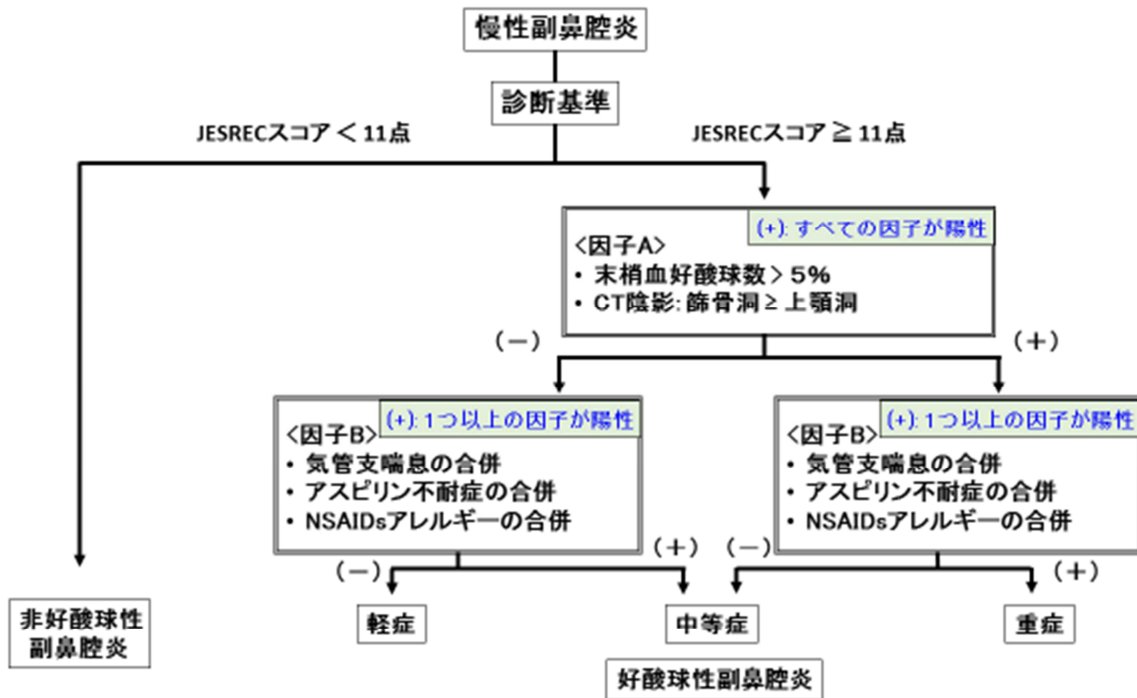 慢性副鼻腔炎
診断基準
JESRECスコア < 11点
JESRECスコア ≧ 11点
(+): すべての因子が陽性
<因子A>
• 末梢血好酸球数 > 5%
• CT陰影: 篩骨洞 ≥ 上顎洞
(−)
(+)
(+): 1つ以上の因子が陽性
<因子B>
• 気管支喘息の合併
• アスピリン不耐症の合併
• NSAIDsアレルギーの合併
(+): 1つ以上の因子が陽性
<因子B>
• 気管支喘息の合併
• アスピリン不耐症の合併
• NSAIDsアレルギーの合併
(−)
(+)
(−)
(+)
非好酸球性
副鼻腔炎
軽症
中等症
重症
好酸球性副鼻腔炎